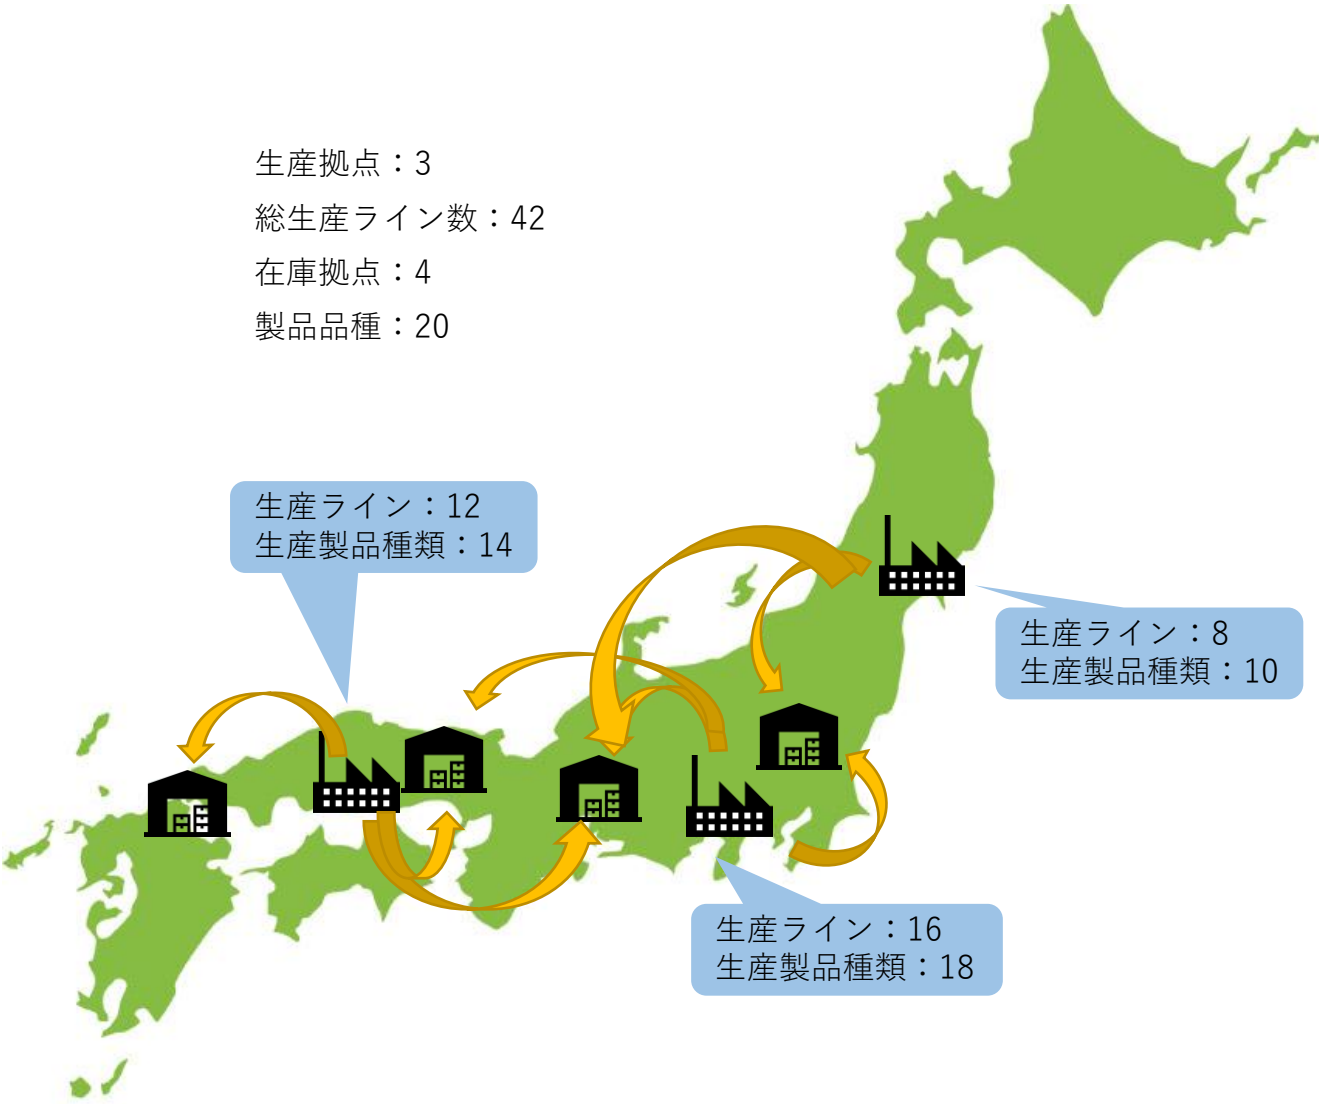 生産拠点：3
総生産ライン数：42
在庫拠点：4
製品品種：20
生産ライン：12
生産製品種類：14
生産ライン：8
生産製品種類：10
生産ライン：16
生産製品種類：18